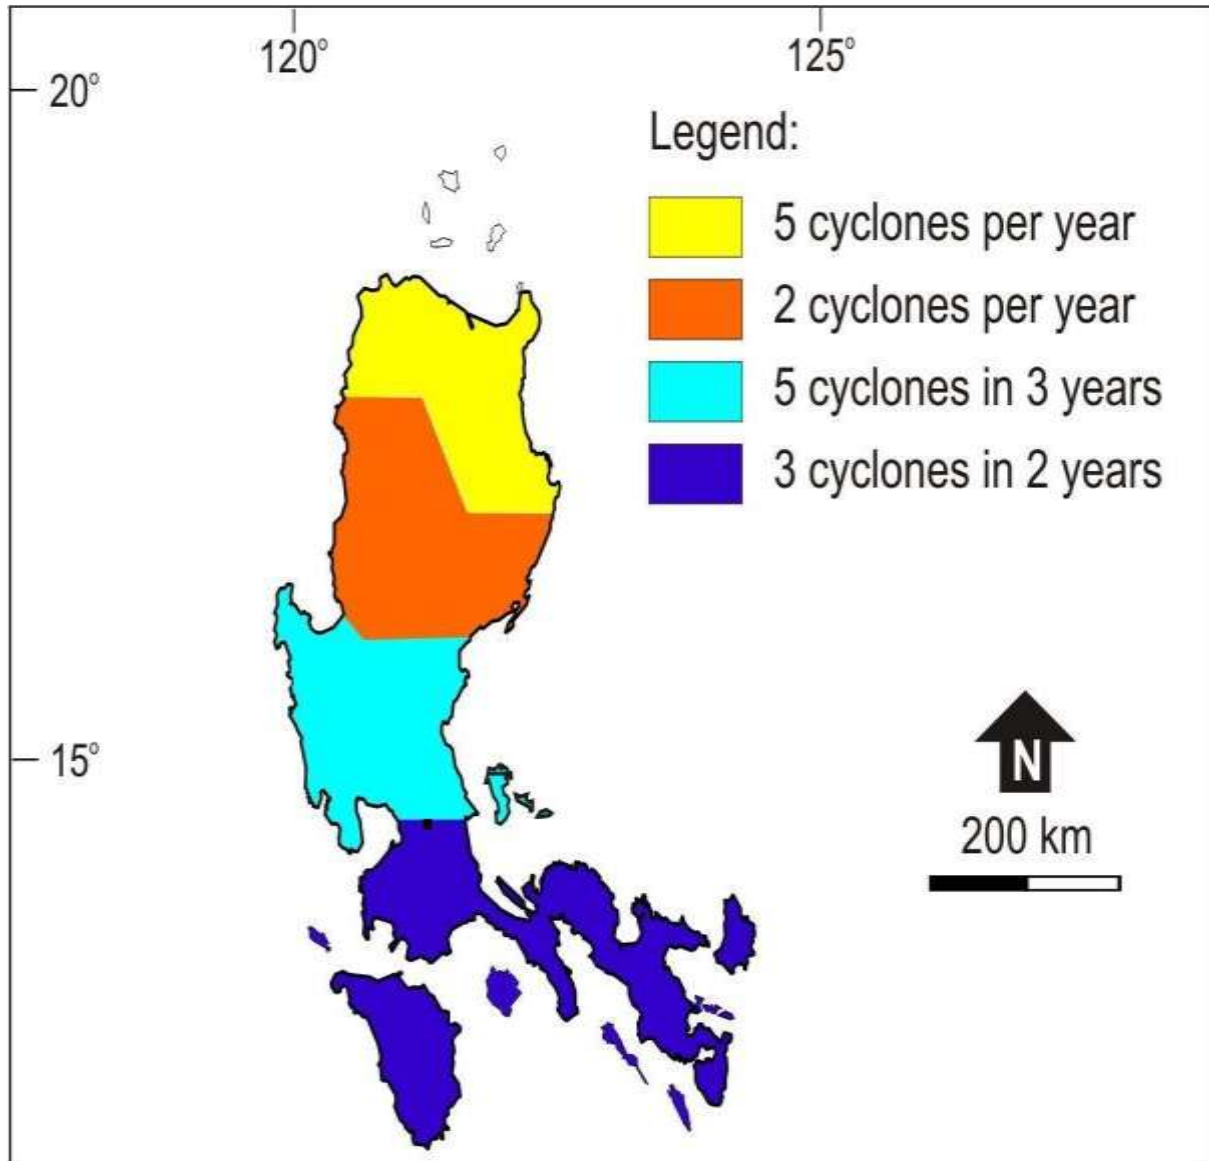 120°
125°
20°
Legend:
5 cyclones per year
2 cyclones per year
5 cyclones in 3 years
3 cyclones in 2 years
15°
N
200 km